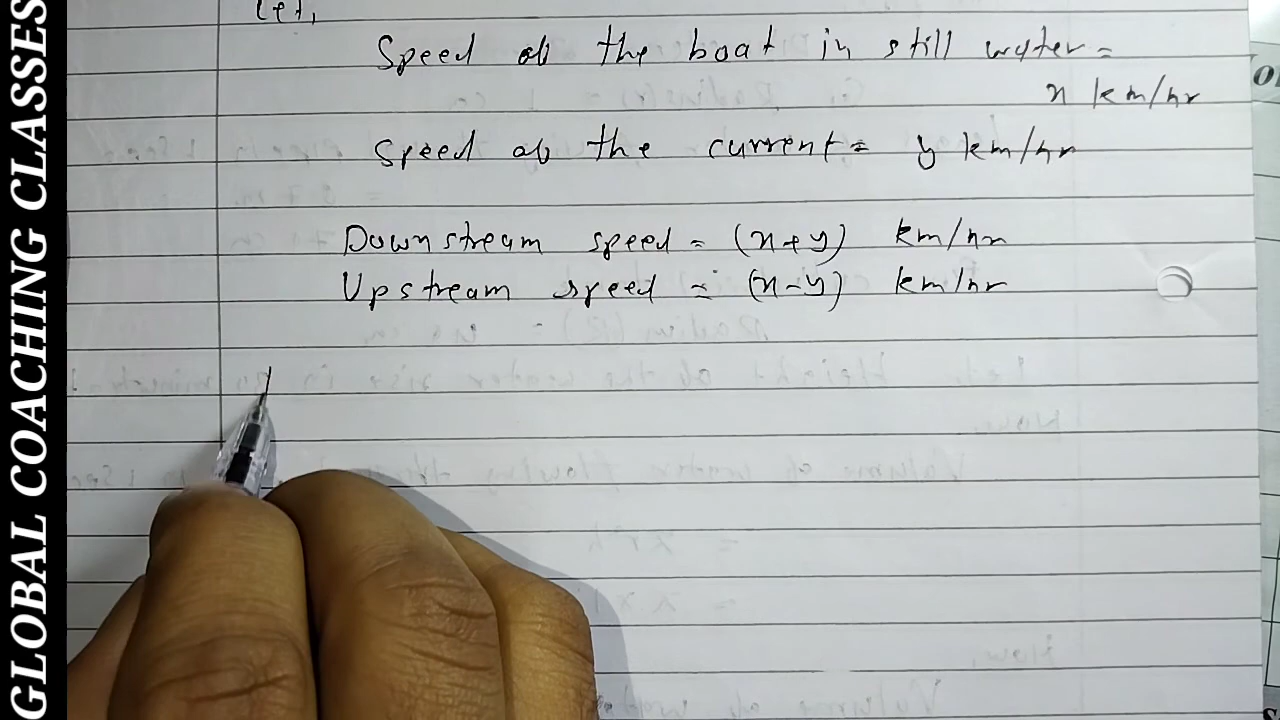 GLOBAL COACHING CLASSES
Let,
Speed of the boat in still water =
x km/hr
Speed of the current = y km/hr
Downstream speed = (x+y) km/hr
Upstream speed = (x-y) km/hr